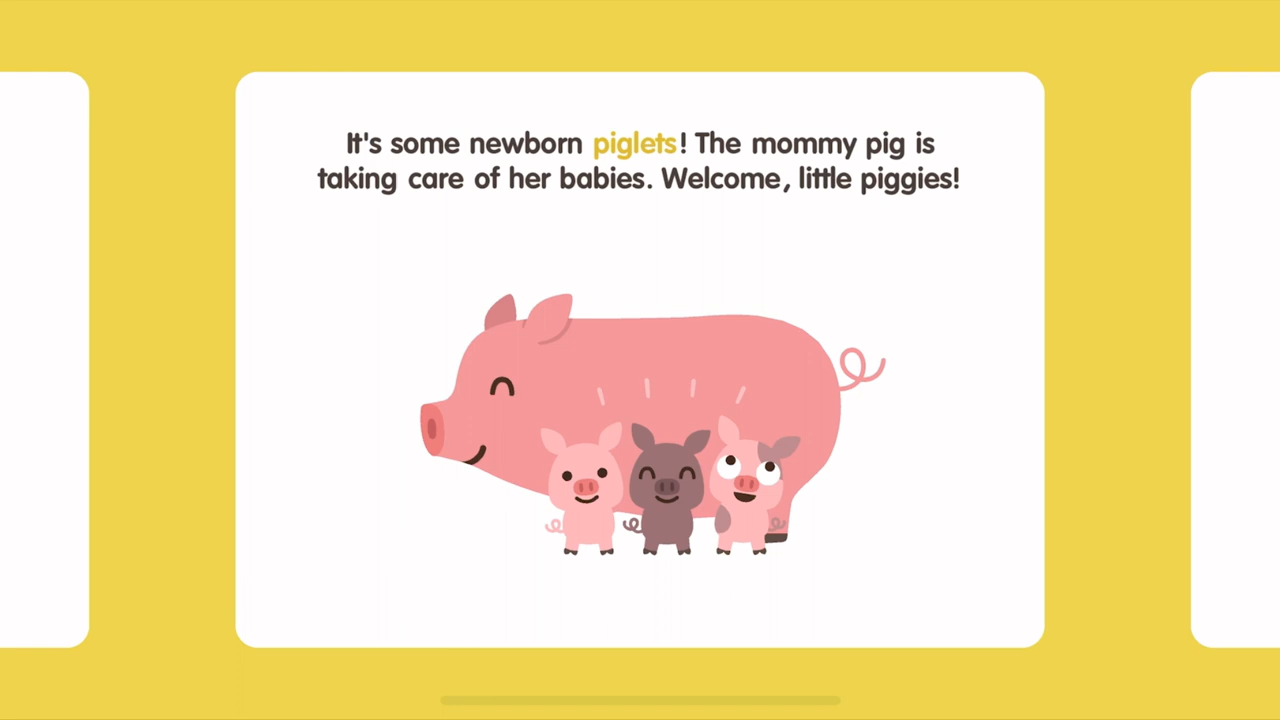 It's some newborn piglets! The mommy pig is
taking care of her babies. Welcome, little piggies!